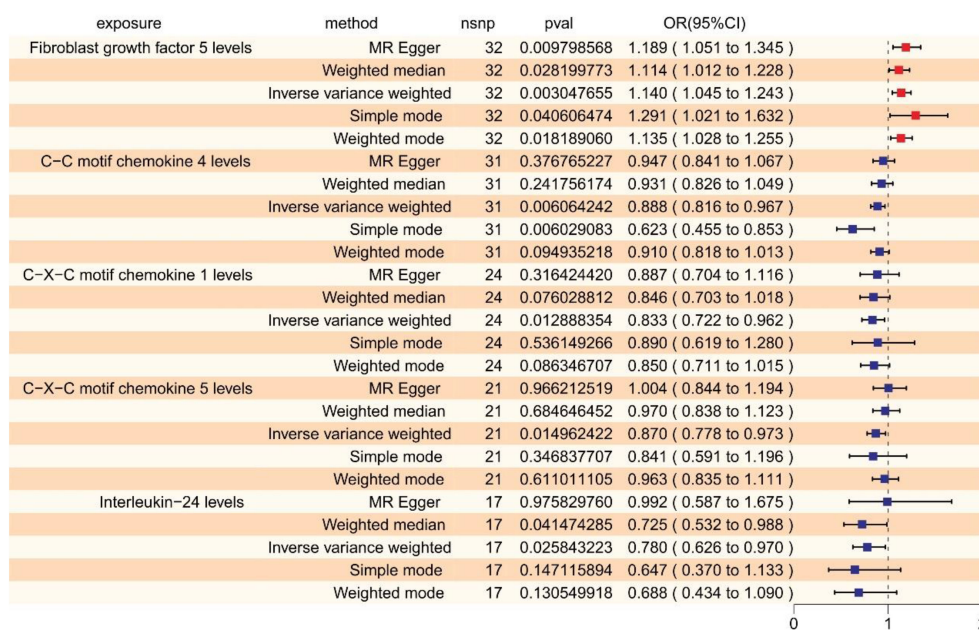 exposure method nsnp pval OR(95%CI)
Fibroblast growth factor 5 levels MR Egger 32 0.009798568 1.189 ( 1.051 to 1.345 )
Weighted median 32 0.028199773 1.114 ( 1.012 to 1.228 )
Inverse variance weighted 32 0.003047655 1.140 ( 1.045 to 1.243 )
Simple mode 32 0.040606474 1.291 ( 1.021 to 1.632 )
Weighted mode 32 0.018189060 1.135 ( 1.028 to 1.255 )
C−C motif chemokine 4 levels MR Egger 31 0.376765227 0.947 ( 0.841 to 1.067 )
Weighted median 31 0.241756174 0.931 ( 0.826 to 1.049 )
Inverse variance weighted 31 0.006064242 0.888 ( 0.816 to 0.967 )
Simple mode 31 0.006029083 0.623 ( 0.455 to 0.853 )
Weighted mode 31 0.094935218 0.910 ( 0.818 to 1.013 )
C−X−C motif chemokine 1 levels MR Egger 24 0.316424420 0.887 ( 0.704 to 1.116 )
Weighted median 24 0.076028812 0.846 ( 0.703 to 1.018 )
Inverse variance weighted 24 0.012888354 0.833 ( 0.722 to 0.962 )
Simple mode 24 0.536149266 0.890 ( 0.619 to 1.280 )
Weighted mode 24 0.086346707 0.850 ( 0.711 to 1.015 )
C−X−C motif chemokine 5 levels MR Egger 21 0.966212519 1.004 ( 0.844 to 1.194 )
Weighted median 21 0.684646452 0.970 ( 0.838 to 1.123 )
Inverse variance weighted 21 0.014962422 0.870 ( 0.778 to 0.973 )
Simple mode 21 0.346837707 0.841 ( 0.591 to 1.196 )
Weighted mode 21 0.611011105 0.963 ( 0.835 to 1.111 )
Interleukin−24 levels MR Egger 17 0.975829760 0.992 ( 0.587 to 1.675 )
Weighted median 17 0.041474285 0.725 ( 0.532 to 0.988 )
Inverse variance weighted 17 0.025843223 0.780 ( 0.626 to 0.970 )
Simple mode 17 0.147115894 0.647 ( 0.370 to 1.133 )
Weighted mode 17 0.130549918 0.688 ( 0.434 to 1.090 )
0 1